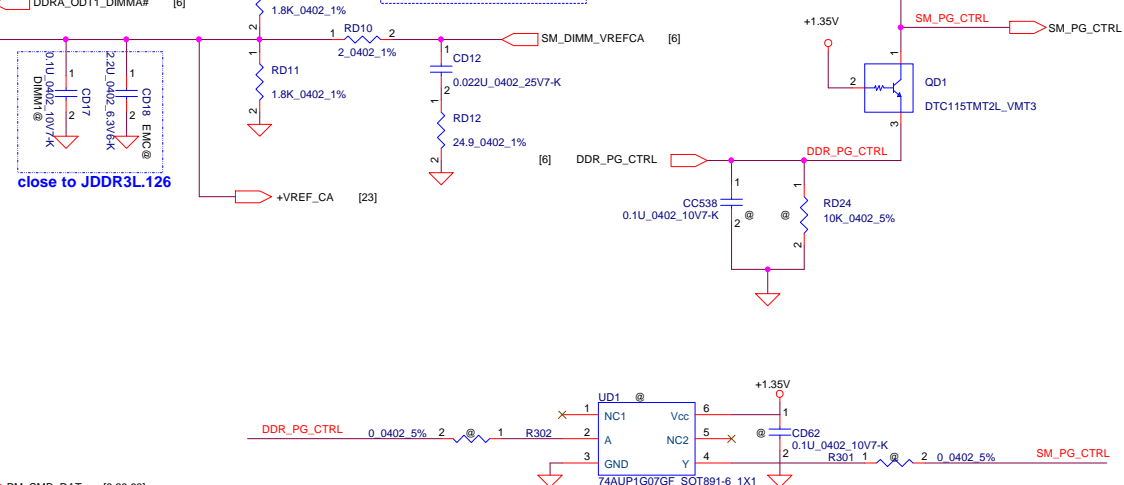 DDRA_ODT1_DIMMA# [6]
1.8K_0402_1%
2
1 RD10 2
2_0402_1%
SM_DIMM_VREFCA [6]
1
RD11
1.8K_0402_1%
2
1
CD12
0.022U_0402_25V7-K
2
1
RD12
24.9_0402_1%
2
0.1U_0402_10V7-K
DIMM1@
1
2
CD17
2.2U_0402_6.3V6-K
1
2
CD18 EMC@
close to JDDR3L.126
+VREF_CA [23]
+1.35V
SM_PG_CTRL
SM_PG_CTRL
1
2
QD1
DTC115TMT2L_VMT3
3
[6] DDR_PG_CTRL
DDR_PG_CTRL
1
CC538
0.1U_0402_10V7-K
2 @
1
@
RD24
10K_0402_5%
2
+1.35V
UD1 @
1 NC1 Vcc 6
2 A NC2 5
3 GND Y 4
74AUP1G07GF_SOT891-6_1X1
DDR_PG_CTRL 0_0402_5% 2 @ 1 R302
1
@ CD62
0.1U_0402_10V7-K
2
R301 1 @ 2 0_0402_5% SM_PG_CTRL